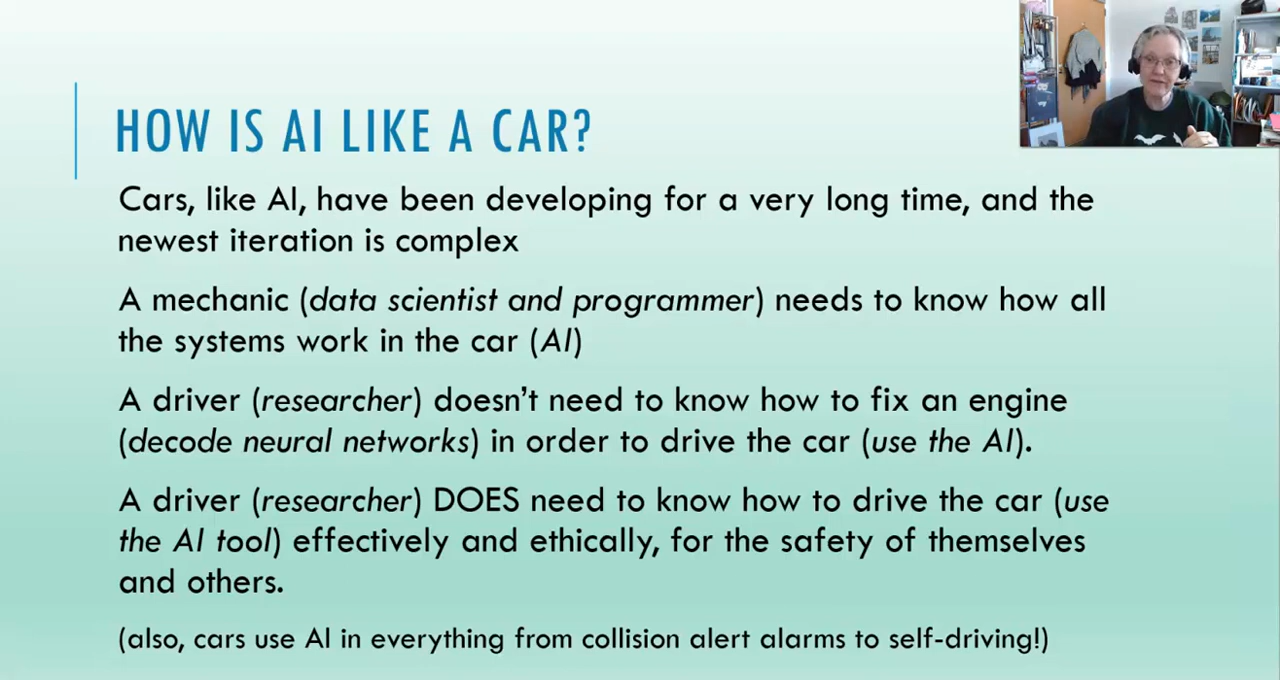 HOW IS AI LIKE A CAR?
Cars, like AI, have been developing for a very long time, and the
newest iteration is complex
A mechanic (data scientist and programmer) needs to know how all
the systems work in the car (AI)
A driver (researcher) doesn’t need to know how to fix an engine
(decode neural networks) in order to drive the car (use the AI).
A driver (researcher) DOES need to know how to drive the car (use
the AI tool) effectively and ethically, for the safety of themselves
and others.
(also, cars use AI in everything from collision alert alarms to self-driving!)